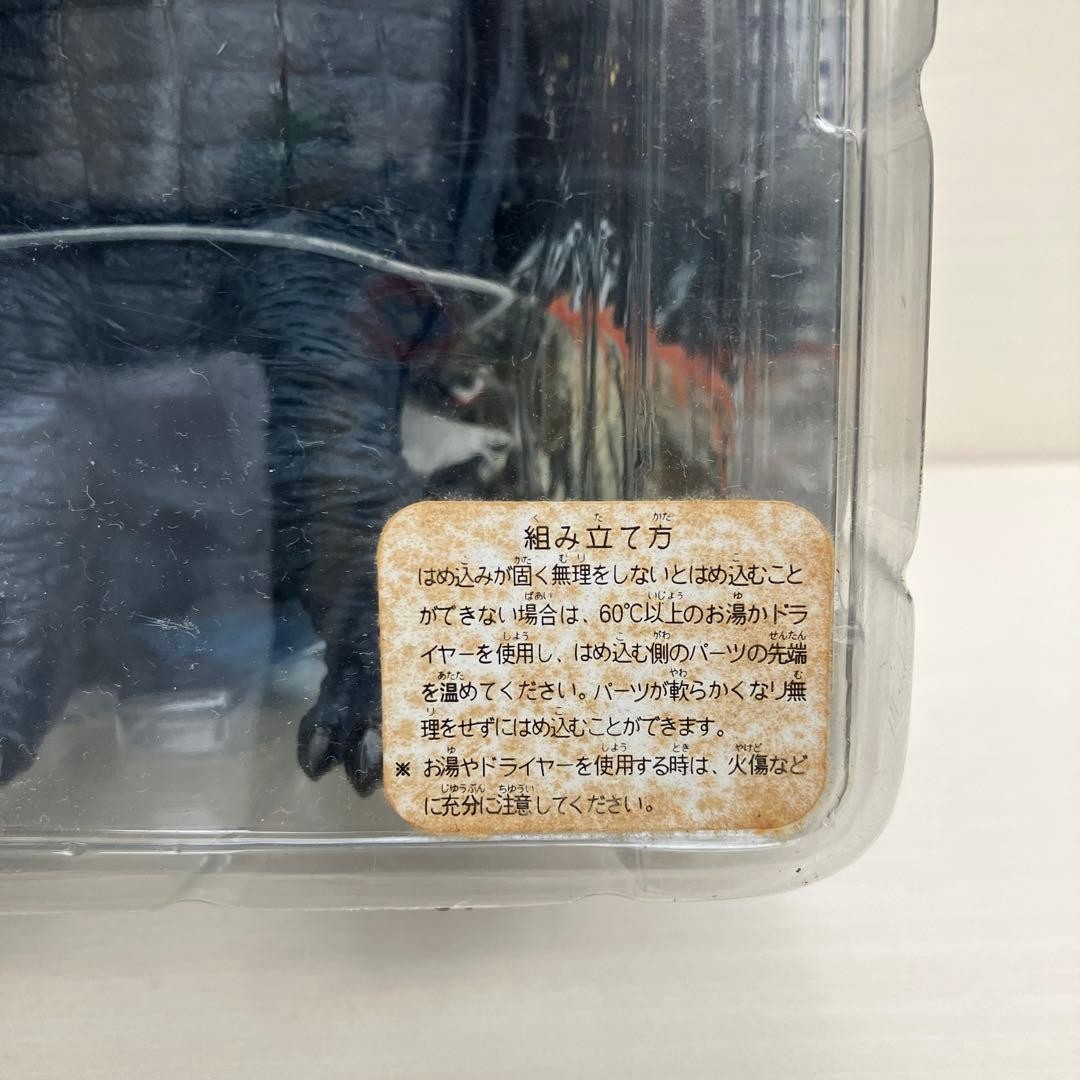 組み立て方
はめ込みが固く無理をしないとはめ込むこと
ができない場合は、60℃以上のお湯かドラ
イヤーを使用し、はめ込む側のパーツの先端
を温めてください。パーツが軟らかくなり無
理をせずにはめ込むことができます。
※ お湯やドライヤーを使用する時は、火傷など
に充分に注意してください。